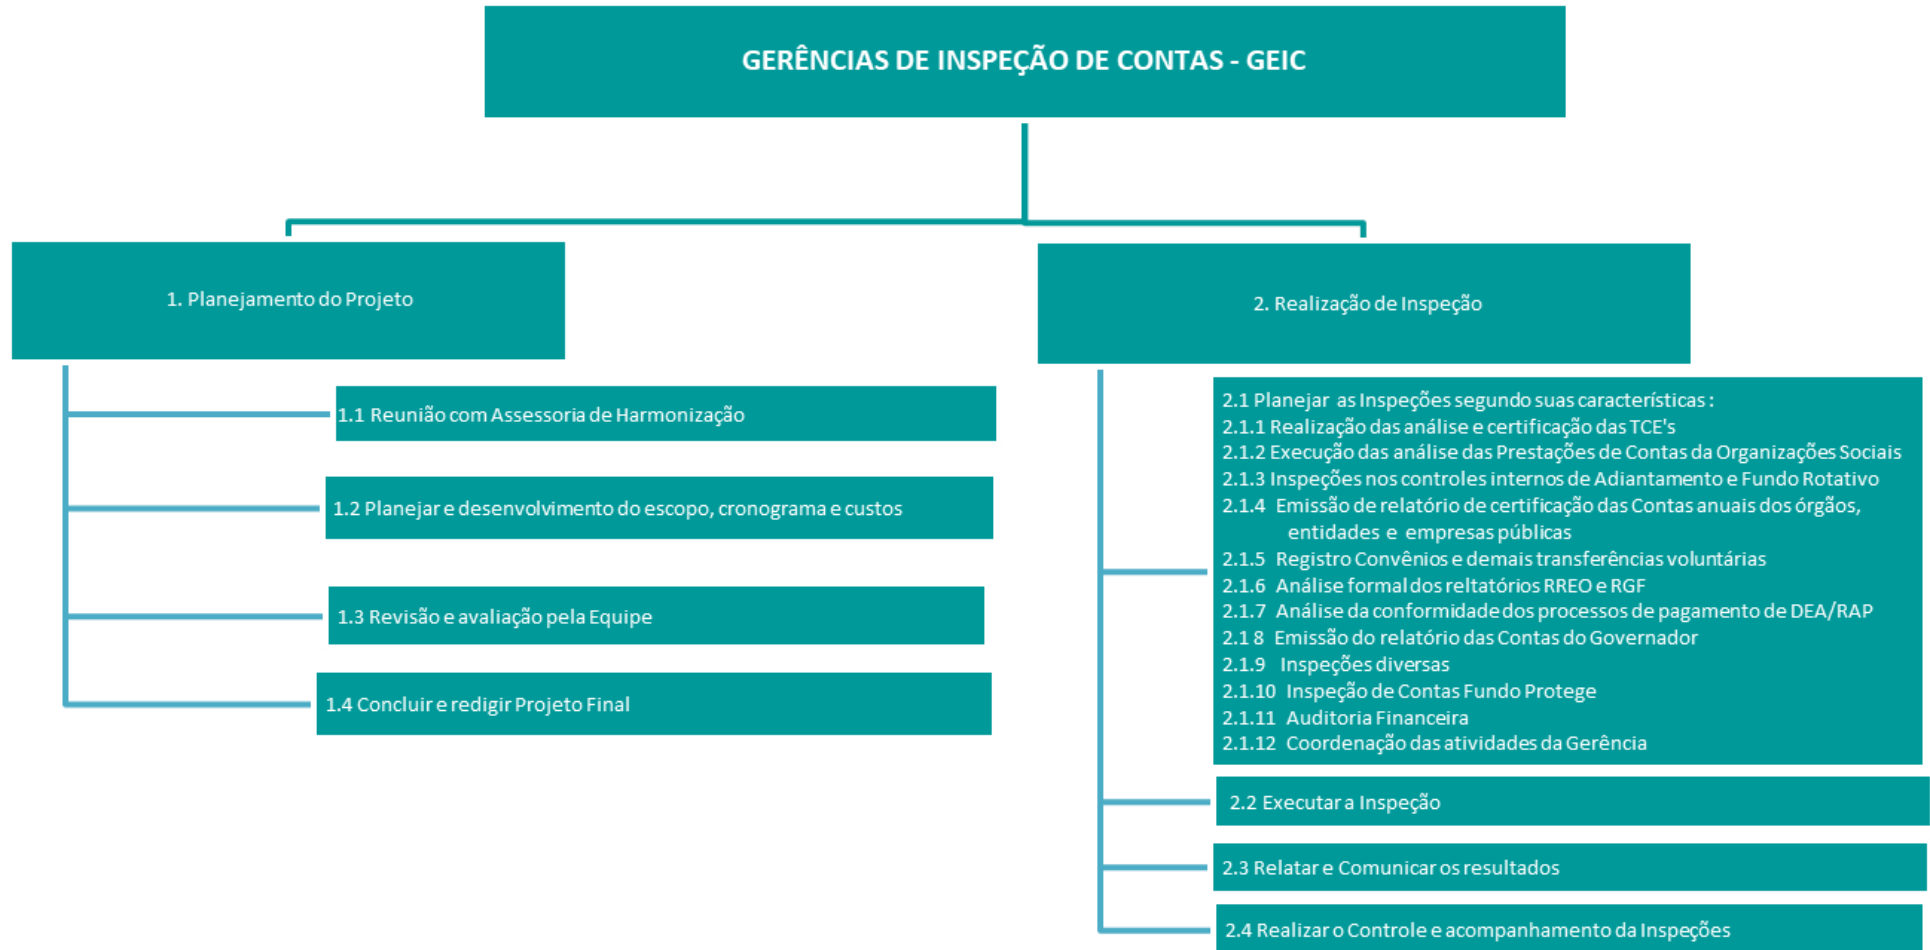 GERÊNCIAS DE INSPEÇÃO DE CONTAS - GEIC
1. Planejamento do Projeto
1.1 Reunião com Assessoria de Harmonização
1.2 Planejar e desenvolvimento do escopo, cronograma e custos
1.3 Revisão e avaliação pela Equipe
1.4 Concluir e redigir Projeto Final
2. Realização de Inspeção
2.1 Planejar as Inspeções segundo suas características :
2.1.1 Realização das análise e certificação das TCE's
2.1.2 Execução das análise das Prestações de Contas da Organizações Sociais
2.1.3 Inspeções nos controles internos de Adiantamento e Fundo Rotativo
2.1.4 Emissão de relatório de certificação das Contas anuais dos órgãos,
entidades e empresas públicas
2.1.5 Registro Convênios e demais transferências voluntárias
2.1.6 Análise formal dos reltatórios RREO e RGF
2.1.7 Análise da conformidade dos processos de pagamento de DEA/RAP
2.1 8 Emissão do relatório das Contas do Governador
2.1.9 Inspeções diversas
2.1.10 Inspeção de Contas Fundo Protege
2.1.11 Auditoria Financeira
2.1.12 Coordenação das atividades da Gerência
2.2 Executar a Inspeção
2.3 Relatar e Comunicar os resultados
2.4 Realizar o Controle e acompanhamento da Inspeções